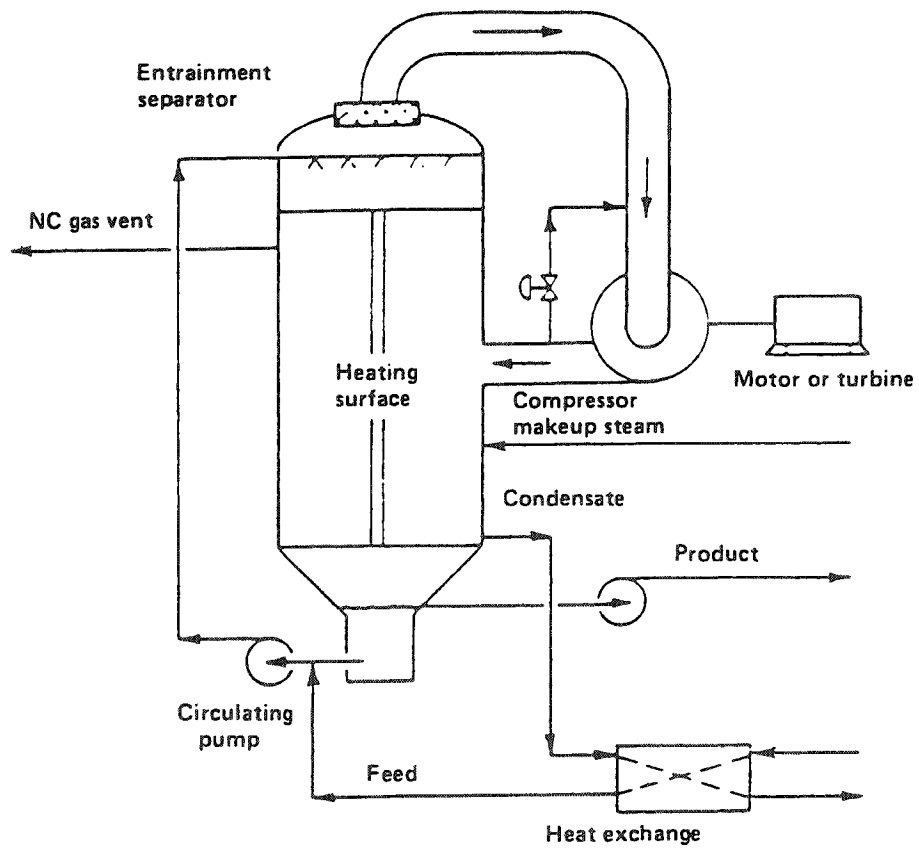 Entrainment
separator
NC gas vent
Heating
surface
Motor or turbine
Compressor
makeup steam
Condensate
Product
Circulating
pump
Feed
Heat exchange